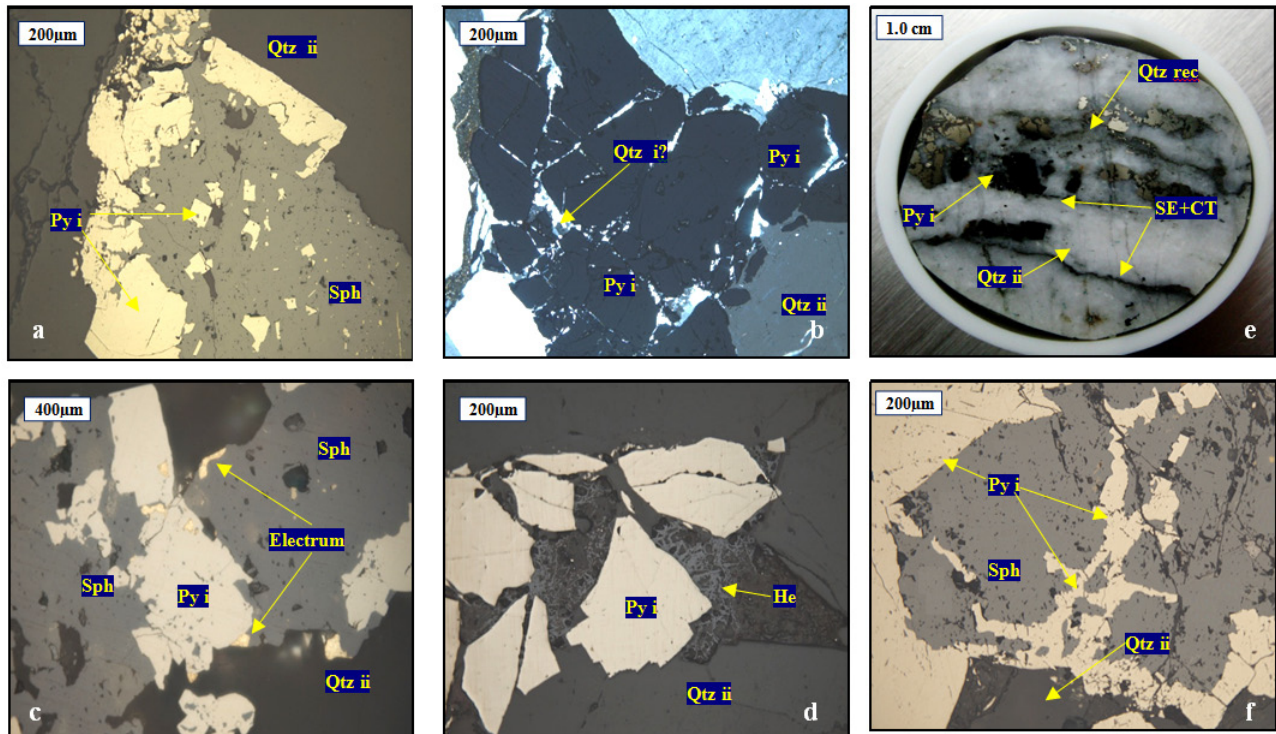 200µm
Qtz ii
Py i
Sph
a
200µm
Qtz i?
Py i
Py i
Qtz ii
b
1.0 cm
Qtz rec
Py i
SE+CT
Qtz ii
e
400µm
Sph
Electrum
Sph
Py i
Qtz ii
c
200µm
Py i
He
Qtz ii
d
200µm
Py i
Sph
Qtz ii
f